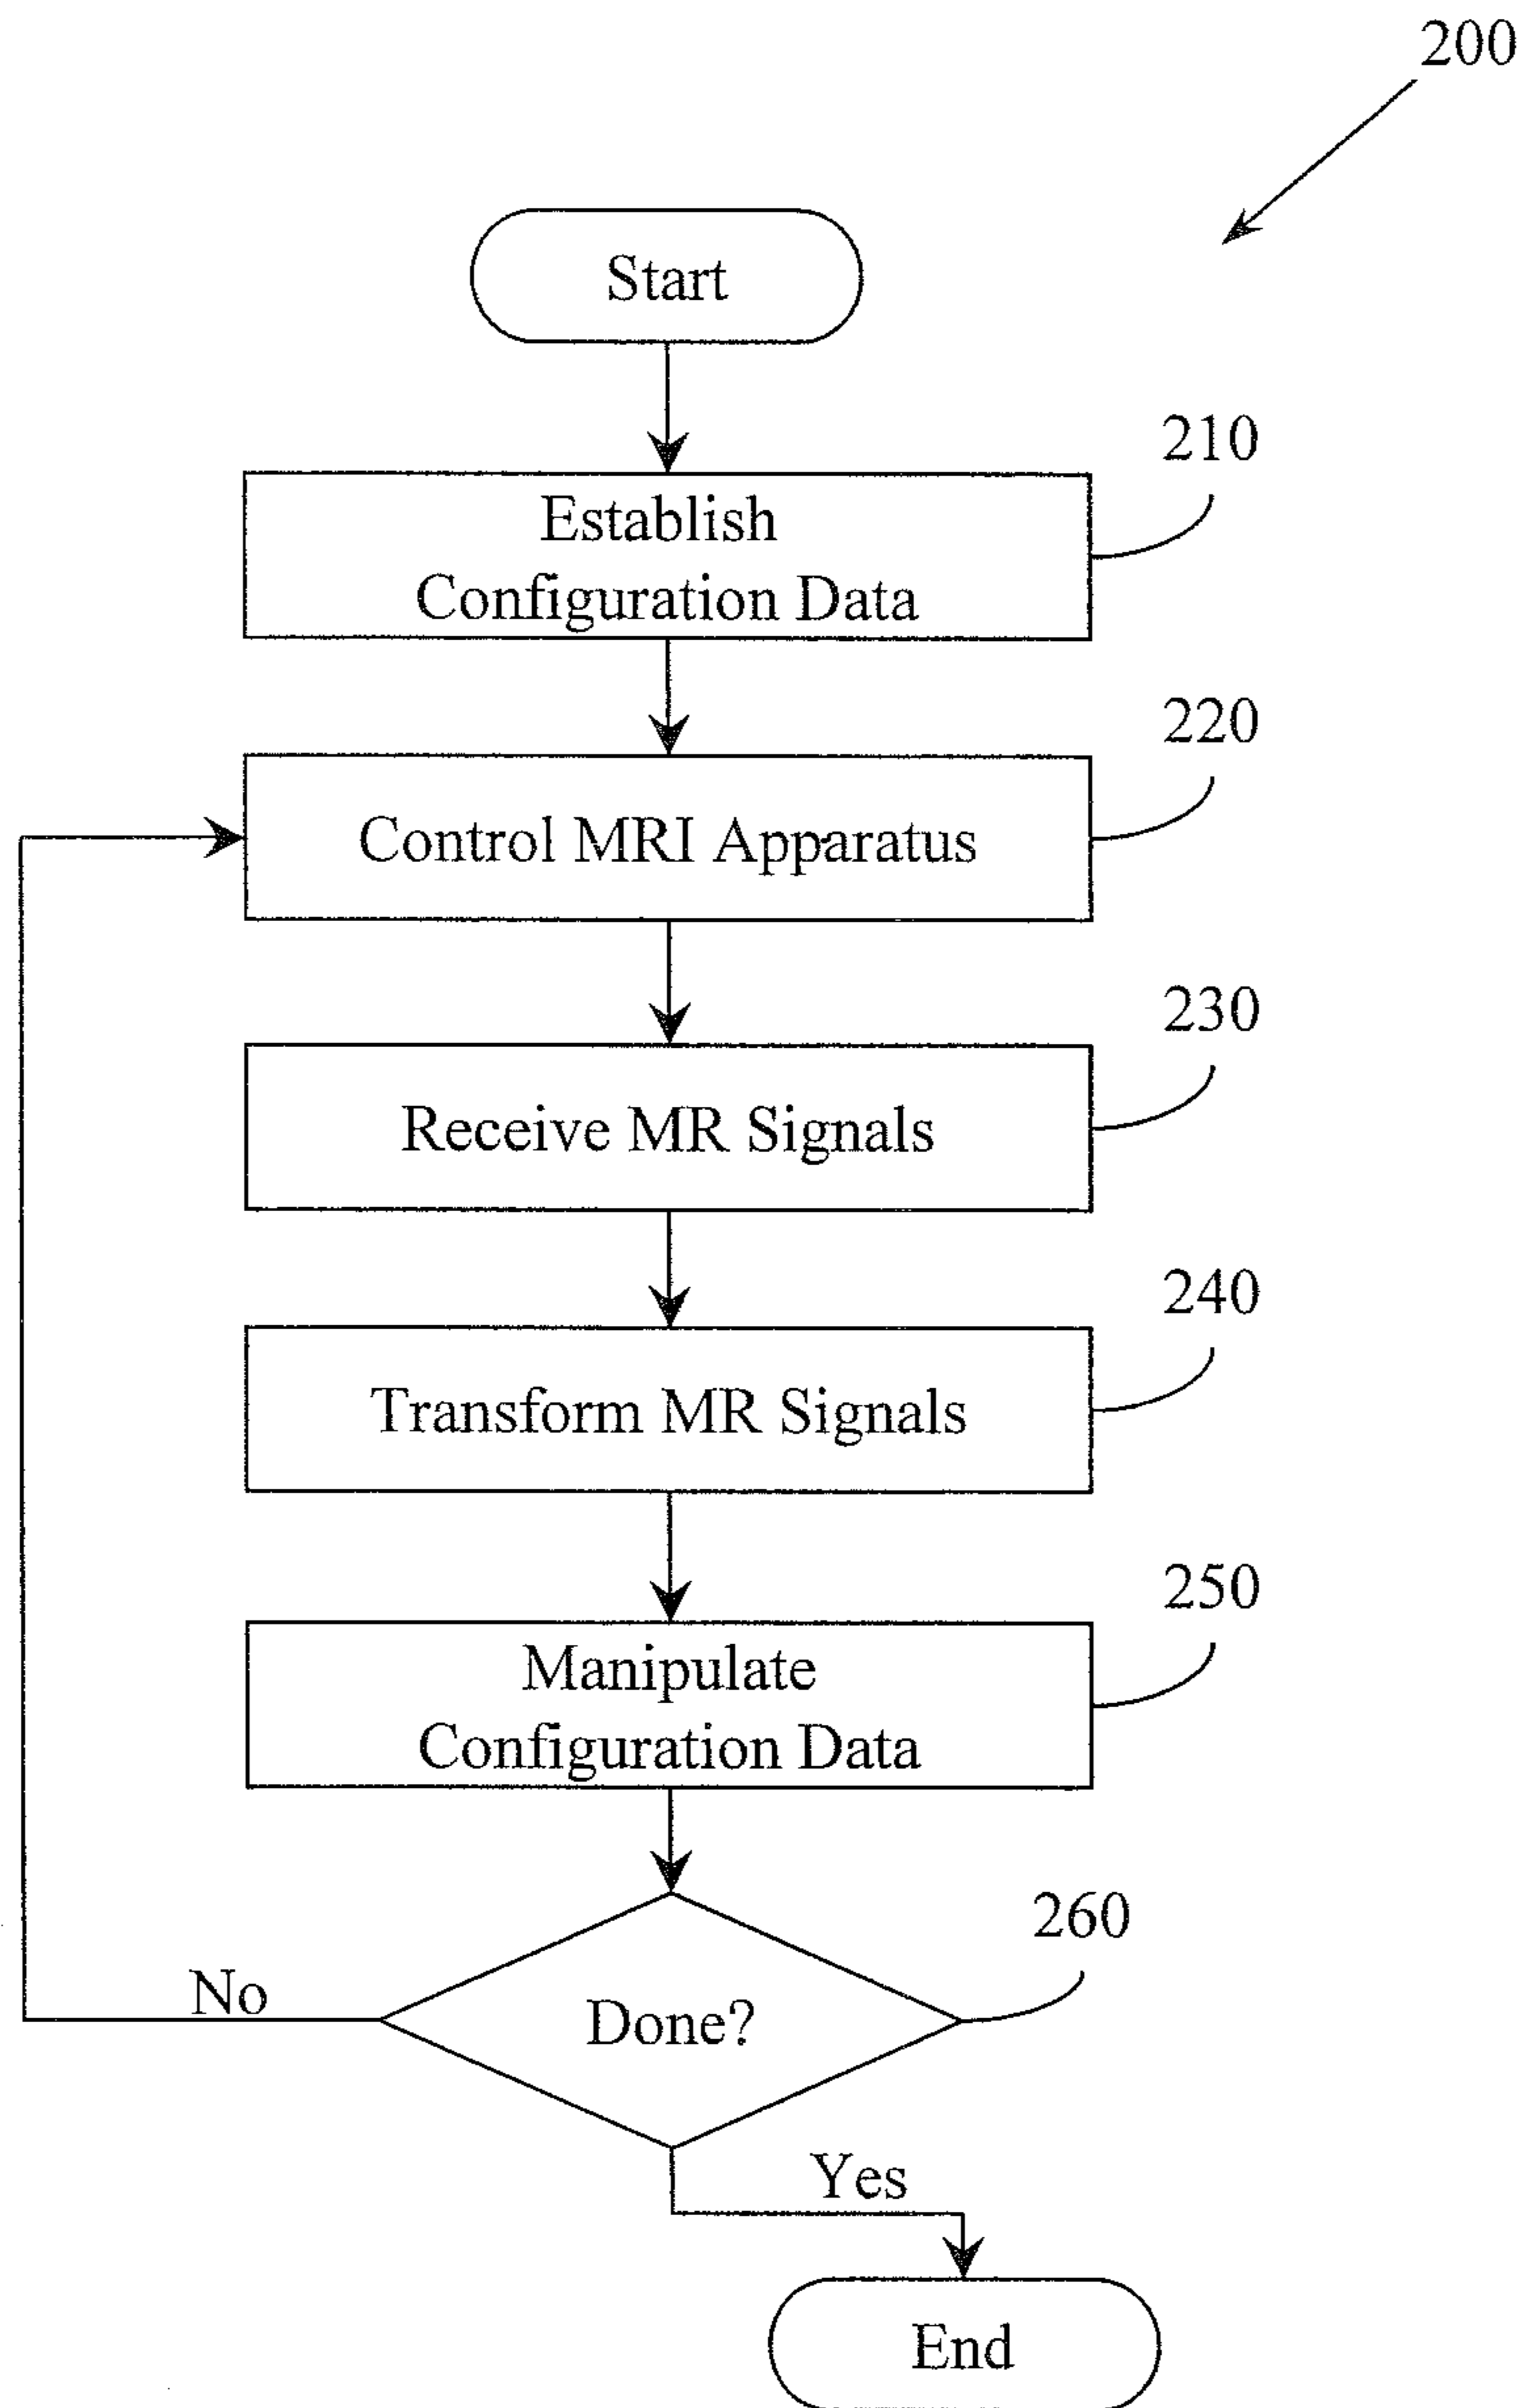 200
Start
210
Establish
Configuration Data
220
Control MRI Apparatus
230
Receive MR Signals
240
Transform MR Signals
250
Manipulate
Configuration Data
260
No
Done?
Yes
End